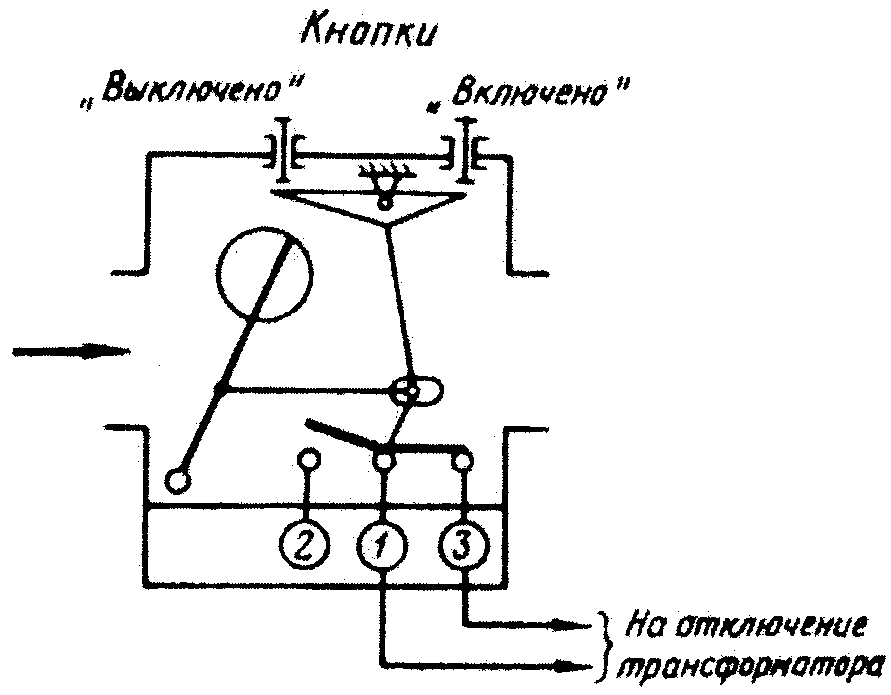 Кнопки
„Выключено"
„Включено"
2
1
3
На отключение
трансформатора